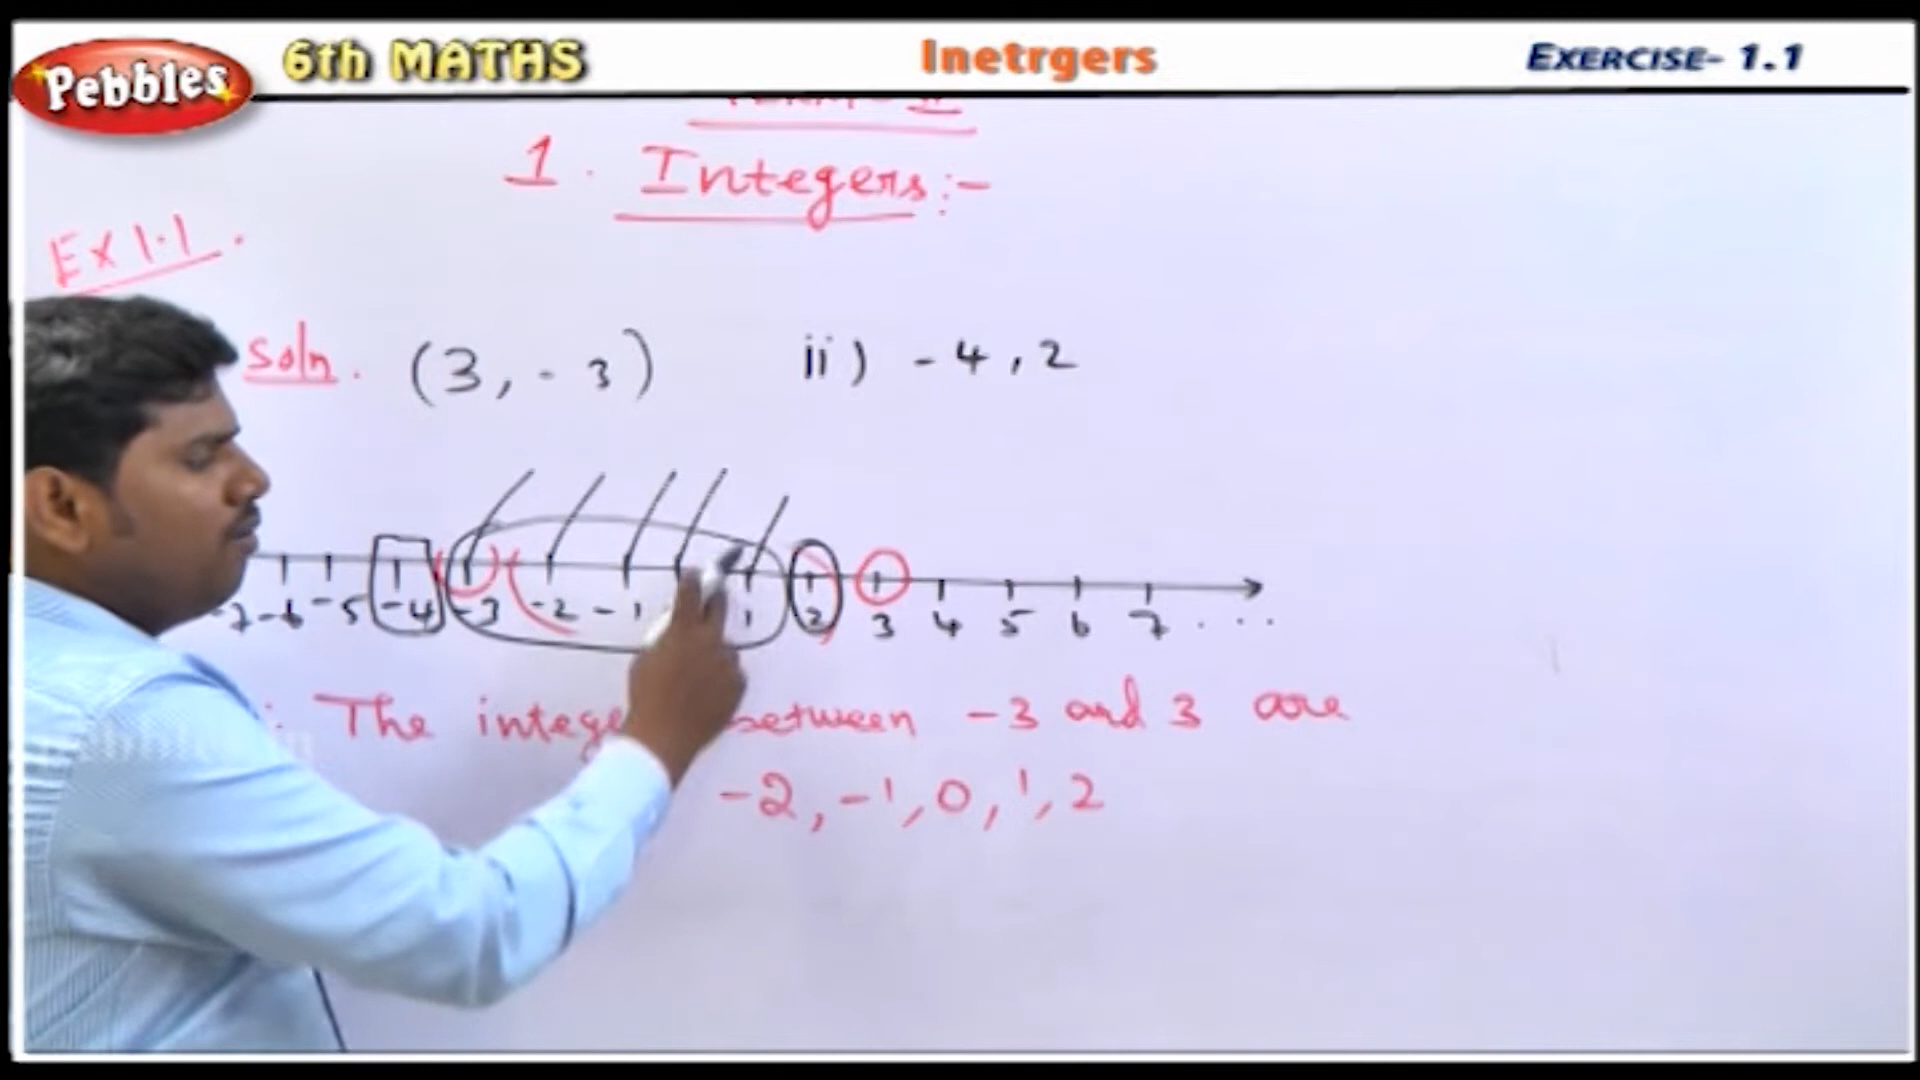 Pebbles 6th MATHS Inetrgers EXERCISE- 1.1
1. Integers:-
Ex 1.1.
Soln. (3, - 3) ii) - 4, 2
-6 -5 -4 -3 -2 -1 1 2 3 4 5 6 7 . . .
The between -3 and 3 are
-2, -1, 0, 1, 2